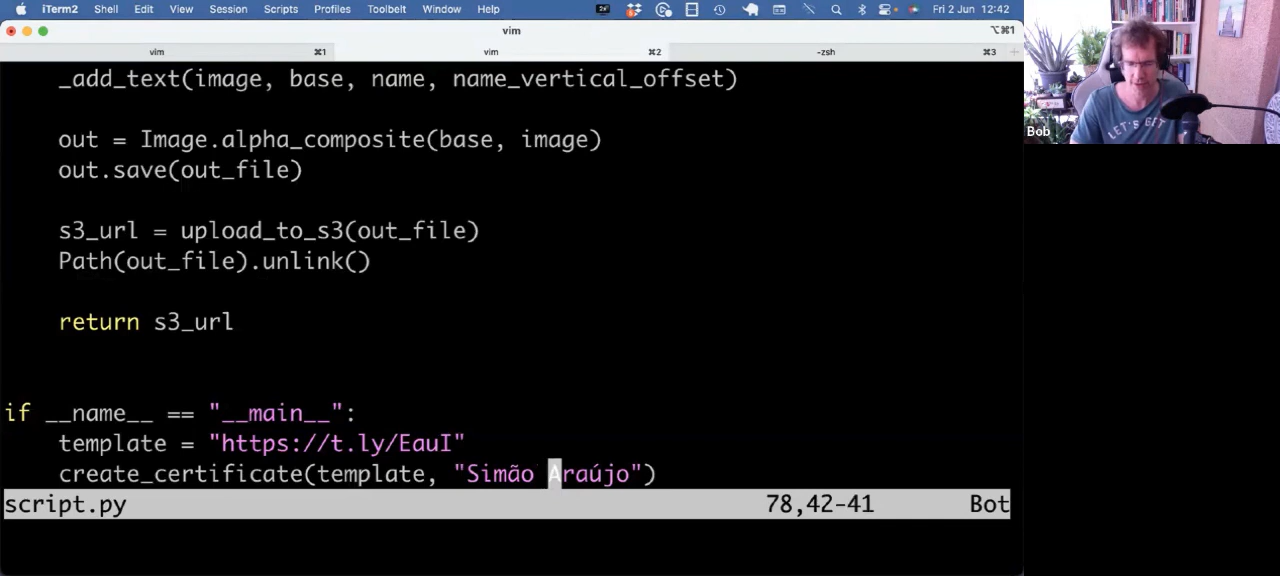 iTerm2 Shell Edit View Session Scripts Profiles Toolbelt Window Help Fri 2 Jun 12:42
vim ⌥⌘1
vim ⌘1 vim ⌘2 -zsh ⌘3
_add_text(image, base, name, name_vertical_offset)
out = Image.alpha_composite(base, image)
out.save(out_file)
s3_url = upload_to_s3(out_file)
Path(out_file).unlink()
return s3_url
if __name__ == "__main__":
template = "https://t.ly/EauI"
create_certificate(template, "Simão Araújo")
script.py 78,42-41 Bot
LET'S GET
Bob